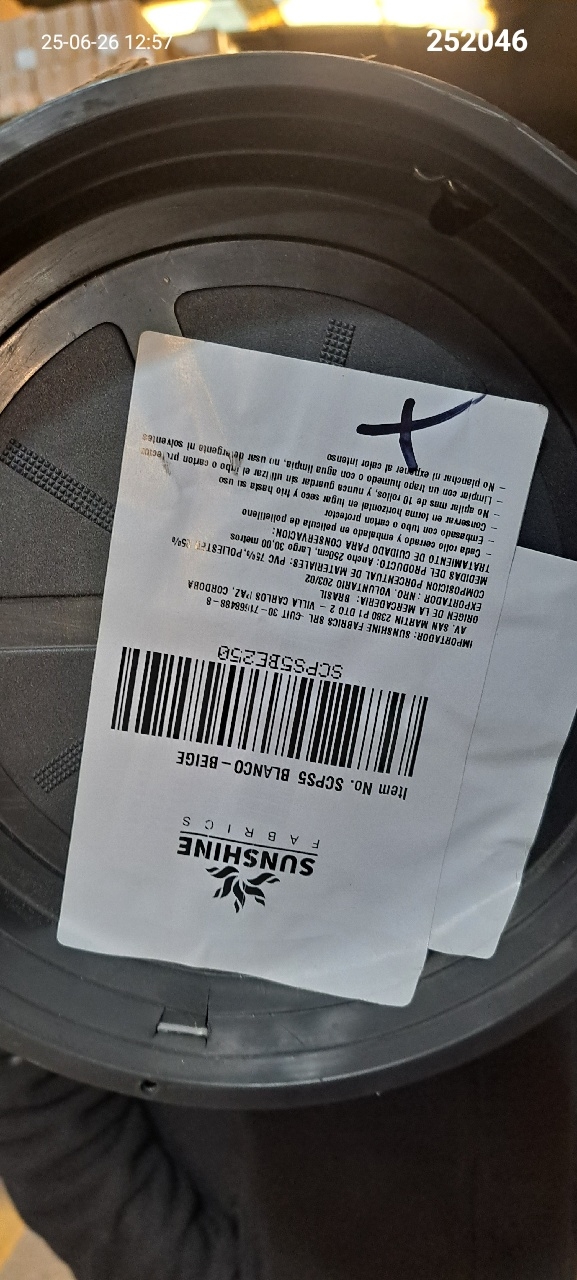 25-06-26 12:57
252046
SUNSHINE
FABRICS
Item No. SCPS5 BLANCO-BEIGE
SCPS5BE250
IMPORTADOR: SUNSHINE FABRICS SRL -CUIT 30-71568488-8
AV. SAN MARTIN 2380 P1 DTO 2 - VILLA CARLOS PAZ, CORDOBA
ORIGEN DE LA MERCADERIA: BRASIL
EXPORTADOR: NRO. VOLUNTARIO 203/02
COMPOSICION PORCENTUAL DE MATERIALES: PVC 75%, POLIESTER 25%
MEDIDAS DEL PRODUCTO: Ancho 250cm, Largo 30,00 metros
TRATAMIENTO DE CUIDADO PARA CONSERVACIÓN:
- Cada rollo cerrado y embalado en película de polietileno
- Embasado con tubo o carton protector
- Conservar en forma horizontal en lugar seco y frio hasta su uso
- No apilar más de 10 rollos, y nunca guardar sin utilizar el tubo o carton protector
- Limpiar con un trapo humedo o con agua limpia, no usar detergente ni solventes
- No planchar ni exponer al calor intenso